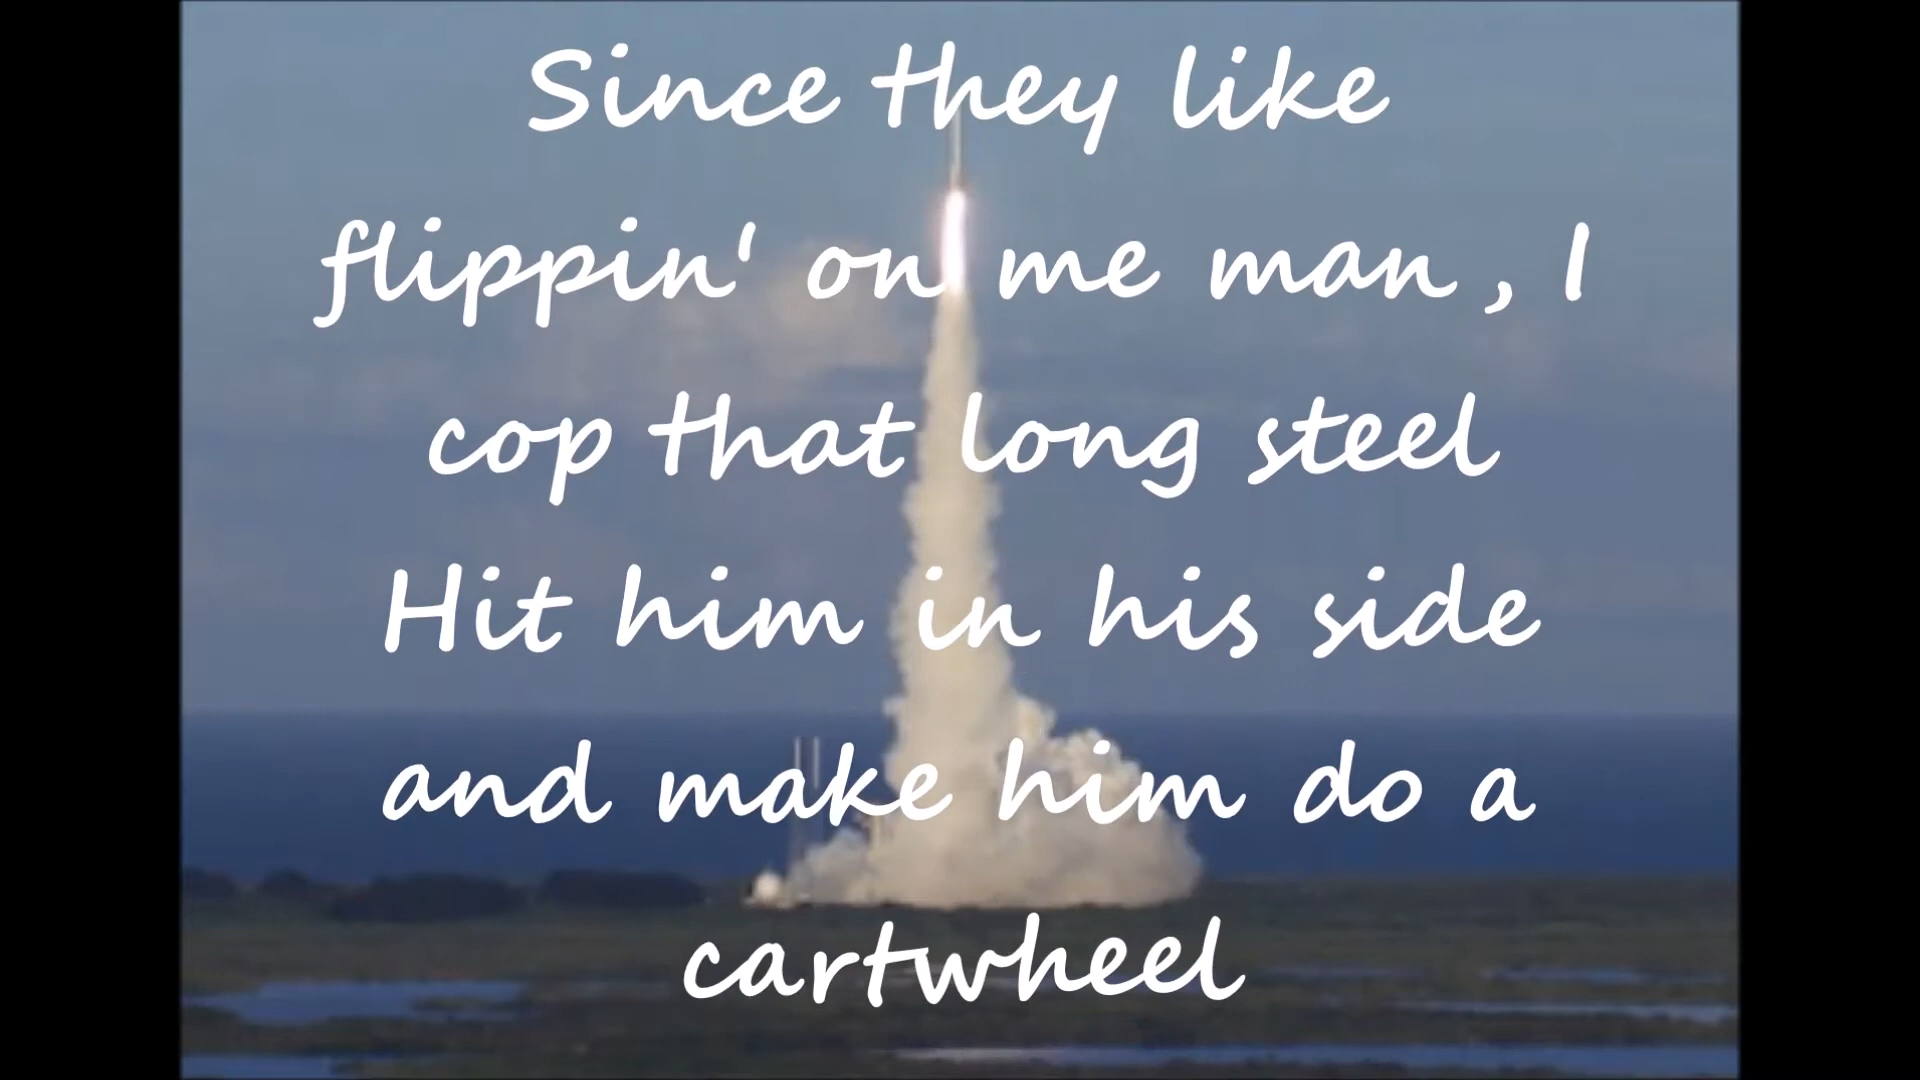 Since they like
flippin' on me man , I
cop that long steel
Hit him in his side
and make him do a
cartwheel